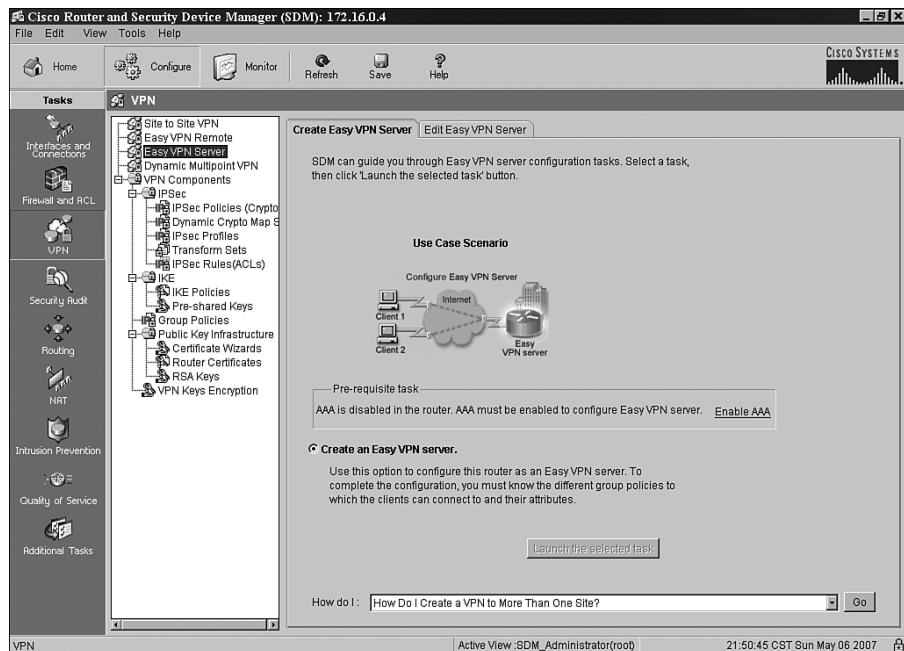 Cisco Router and Security Device Manager (SDM): 172.16.0.4
File Edit View Tools Help
Home Configure Monitor Refresh Save Help
CISCO SYSTEMS
Tasks
VPN
Interfaces and
Connections
Firewall and ACL
VPN
Security Audit
Routing
NAT
Intrusion Prevention
Quality of Service
Additional Tasks
Site to Site VPN
Easy VPN Remote
Easy VPN Server
Dynamic Multipoint VPN
VPN Components
IPSec
IPSec Policies (Crypto
Dynamic Crypto Map S
IPsec Profiles
Transform Sets
IPSec Rules(ACLs)
IKE
IKE Policies
Pre-shared Keys
Group Policies
Public Key Infrastructure
Certificate Wizards
Router Certificates
RSA Keys
VPN Keys Encryption
Create Easy VPN Server Edit Easy VPN Server
SDM can guide you through Easy VPN server configuration tasks. Select a task,
then click 'Launch the selected task' button.
Use Case Scenario
Configure Easy VPN Server
Internet
Client 1
Client 2
Easy
VPN server
Pre-requisite task
AAA is disabled in the router. AAA must be enabled to configure Easy VPN server. Enable AAA
Create an Easy VPN server.
Use this option to configure this router as an Easy VPN server. To
complete the configuration, you must know the different group policies to
which the clients can connect to and their attributes.
Launch the selected task
How do I : How Do I Create a VPN to More Than One Site? Go
VPN Active View :SDM_Administrator(root) 21:50:45 CST Sun May 06 2007